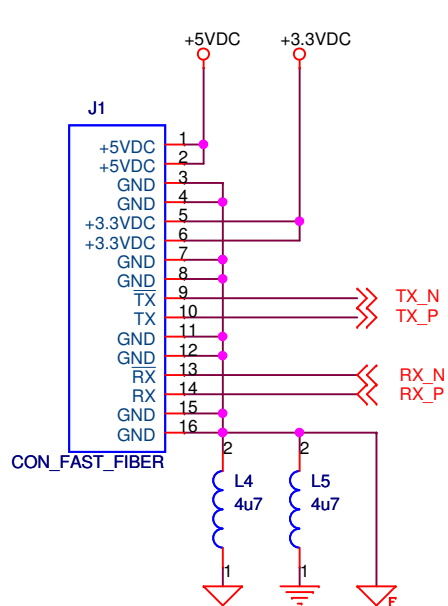 +5VDC +3.3VDC
J1
+5VDC 1
+5VDC 2
GND 3
GND 4
+3.3VDC 5
+3.3VDC 6
GND 7
GND 8
TX 9 TX_N
TX 10 TX_P
GND 11
GND 12
RX 13 RX_N
RX 14 RX_P
GND 15
GND 16
CON_FAST_FIBER
2 2
L4 L5
4u7 4u7
1 1
F